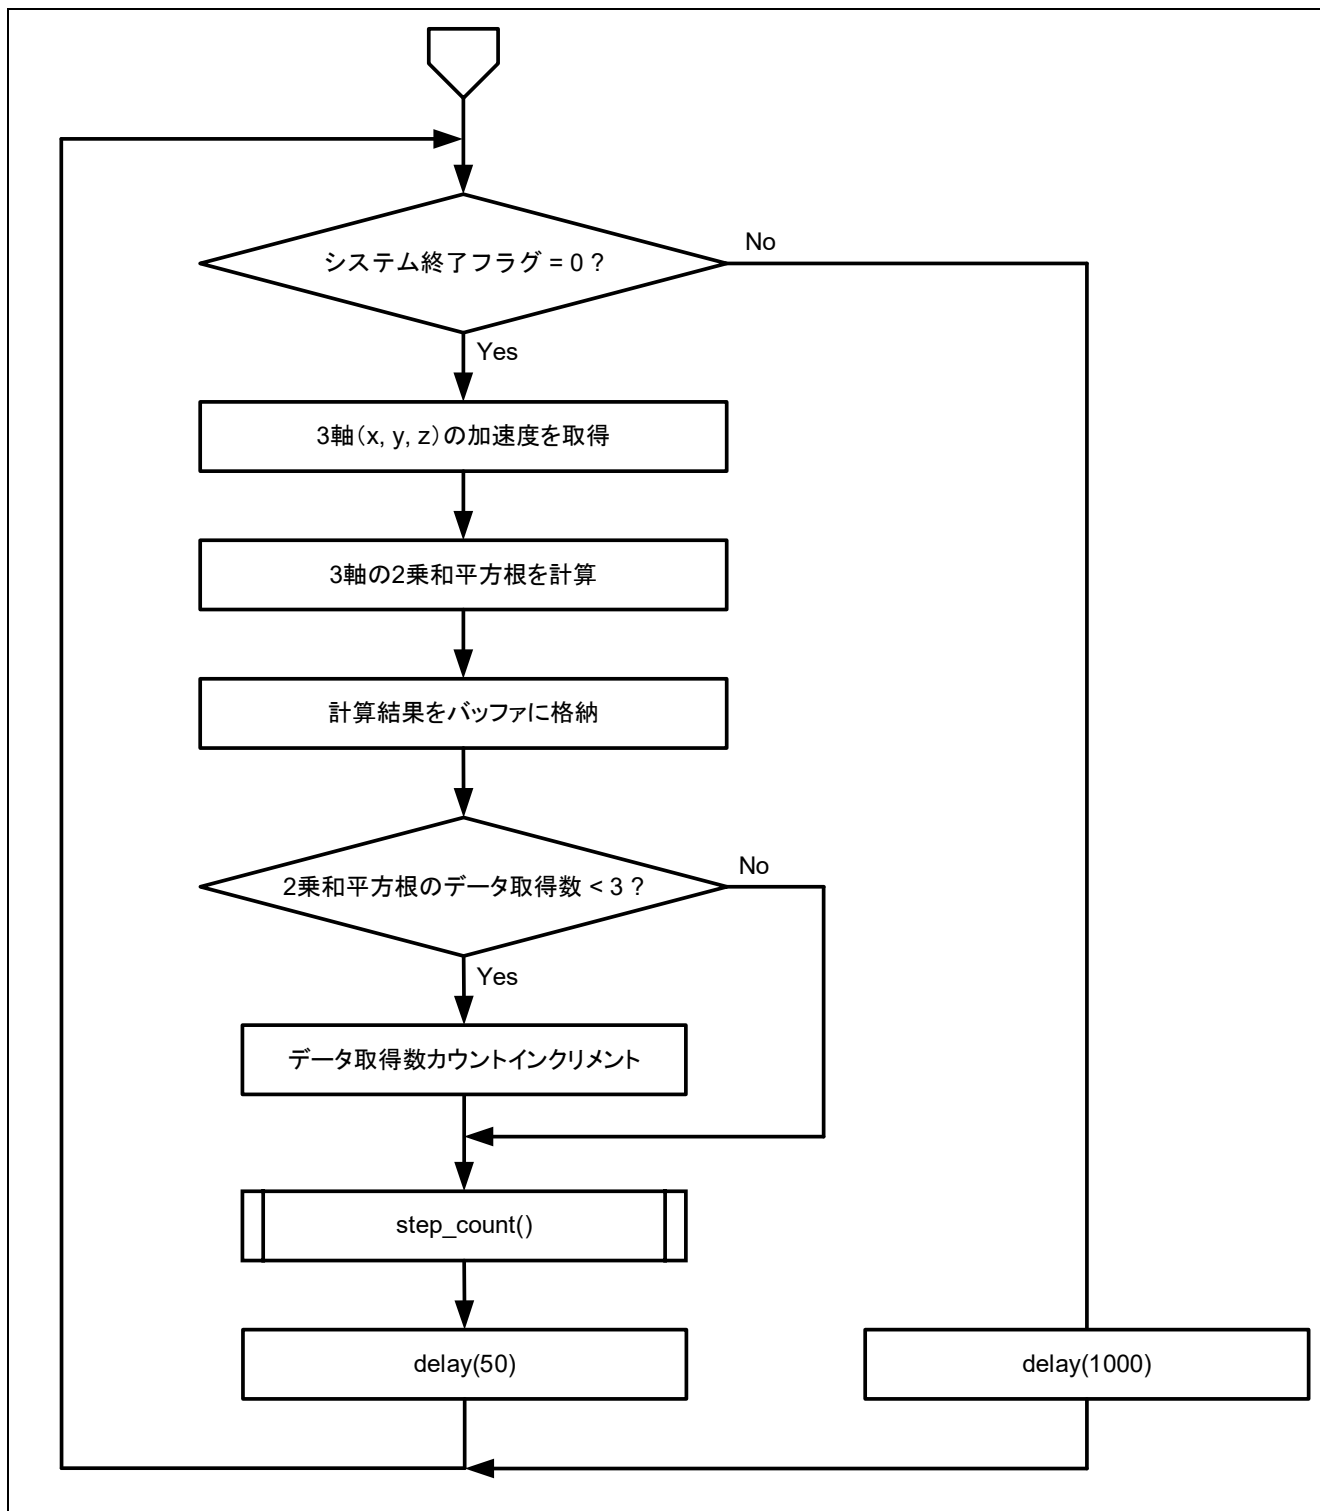 システム終了フラグ = 0 ?
No
Yes
3軸（x, y, z）の加速度を取得
3軸の2乗和平方根を計算
計算結果をバッファに格納
2乗和平方根のデータ取得数 < 3 ?
No
Yes
データ取得数カウントインクリメント
step_count()
delay(50)
delay(1000)